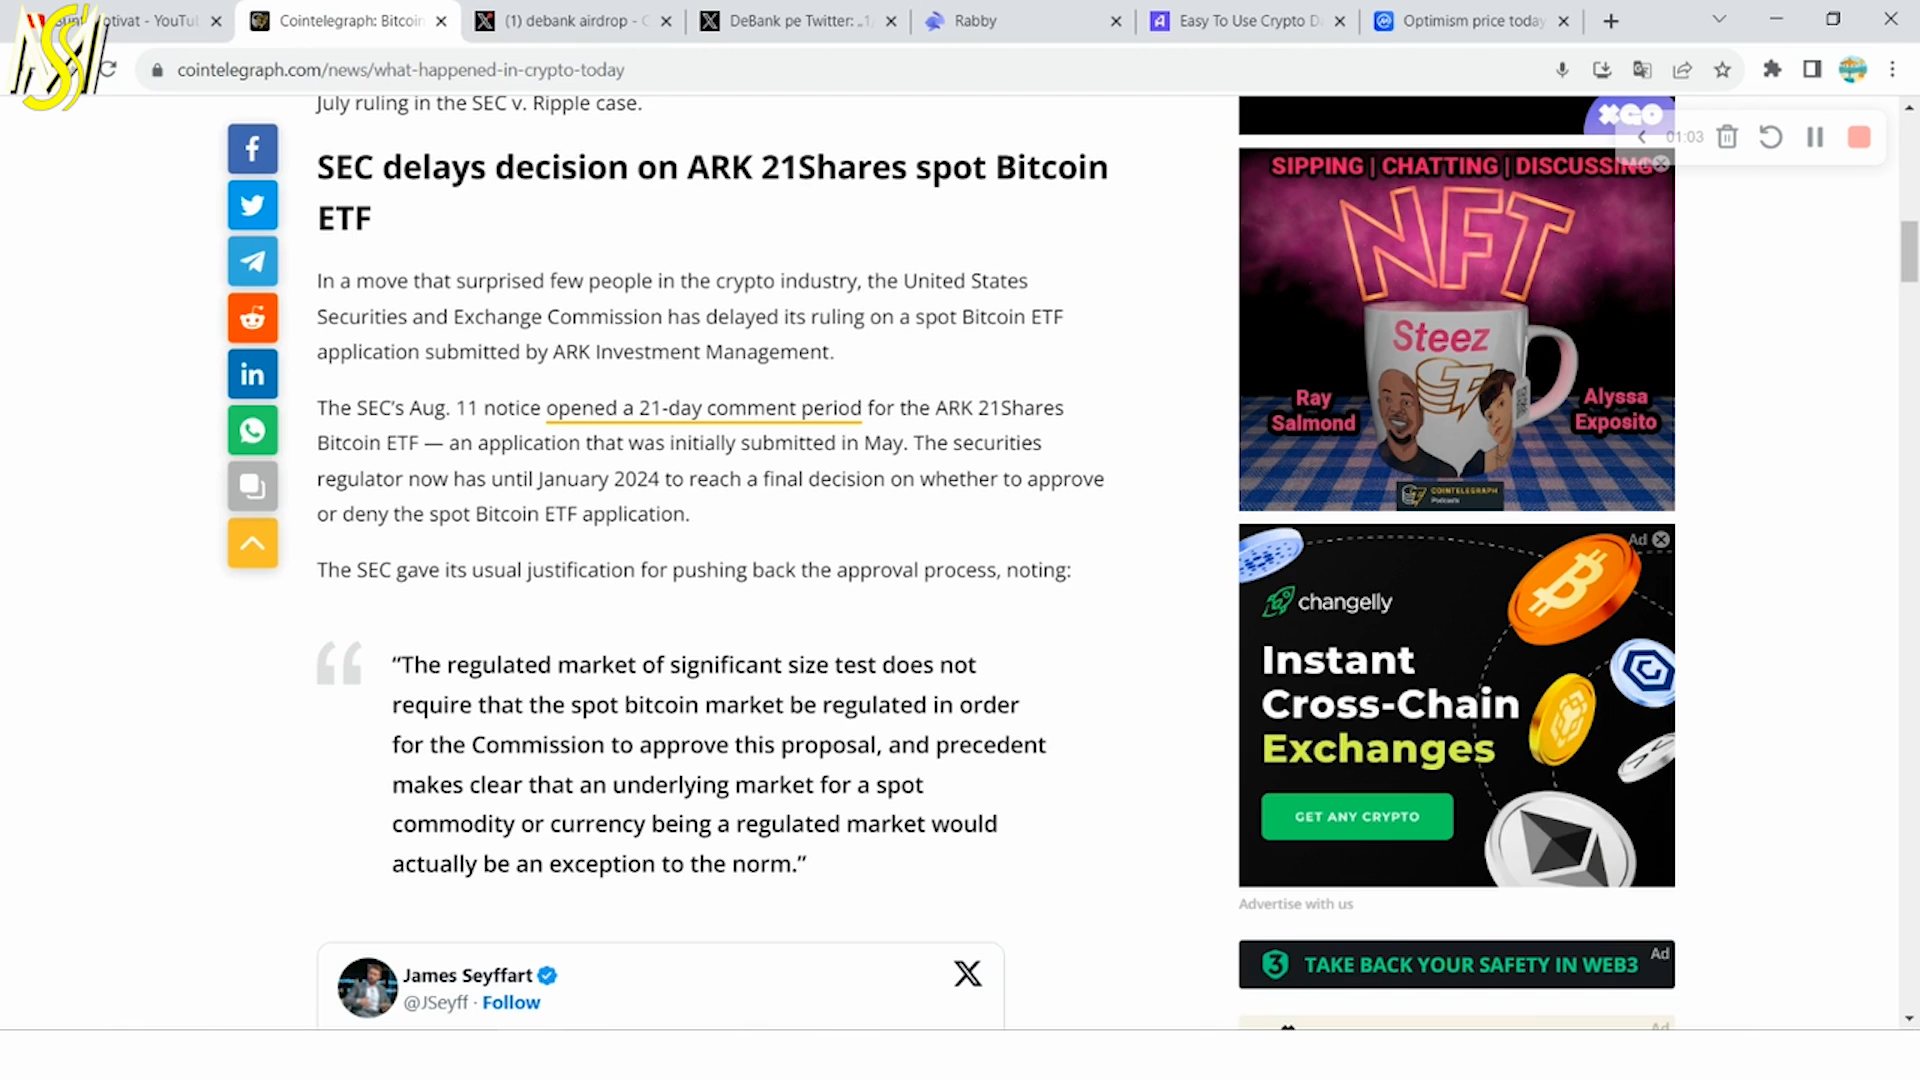 otivat - YouTu
Cointelegraph: Bitcoin
(1) debank airdrop - C
DeBank pe Twitter: „1
Rabby
Easy To Use Crypto D
Optimism price today
cointelegraph.com/news/what-happened-in-crypto-today
July ruling in the SEC v. Ripple case.
SEC delays decision on ARK 21Shares spot Bitcoin
ETF
In a move that surprised few people in the crypto industry, the United States
Securities and Exchange Commission has delayed its ruling on a spot Bitcoin ETF
application submitted by ARK Investment Management.
The SEC’s Aug. 11 notice opened a 21-day comment period for the ARK 21Shares
Bitcoin ETF — an application that was initially submitted in May. The securities
regulator now has until January 2024 to reach a final decision on whether to approve
or deny the spot Bitcoin ETF application.
The SEC gave its usual justification for pushing back the approval process, noting:
“The regulated market of significant size test does not
require that the spot bitcoin market be regulated in order
for the Commission to approve this proposal, and precedent
makes clear that an underlying market for a spot
commodity or currency being a regulated market would
actually be an exception to the norm.”
James Seyffart
@JSeyff · Follow
XGO
01:03
SIPPING | CHATTING | DISCUSSING
NFT
Steez
Ray
Salmond
Alyssa
Exposito
COINTELEGRAPH
Podcasts
Ad
changelly
Instant
Cross-Chain
Exchanges
GET ANY CRYPTO
Advertise with us
TAKE BACK YOUR SAFETY IN WEB3
Ad
Ad